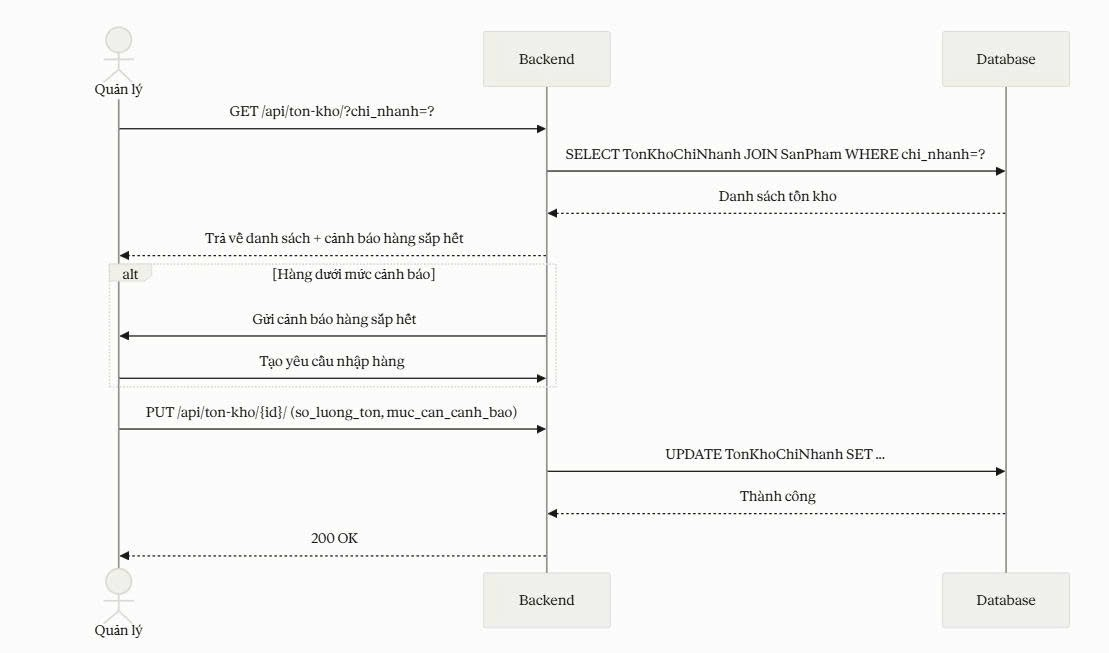 Backend
Database
Quản lý
GET /api/ton-kho/?chi_nhanh=?
SELECT TonKhoChiNhanh JOIN SanPham WHERE chi_nhanh=?
Danh sách tồn kho
Trả về danh sách + cảnh báo hàng sắp hết
alt
[Hàng dưới mức cảnh báo]
Gửi cảnh báo hàng sắp hết
Tạo yêu cầu nhập hàng
PUT /api/ton-kho/{id}/ (so_luong_ton, muc_can_canh_bao)
UPDATE TonKhoChiNhanh SET ...
Thành công
200 OK
Backend
Database
Quản lý